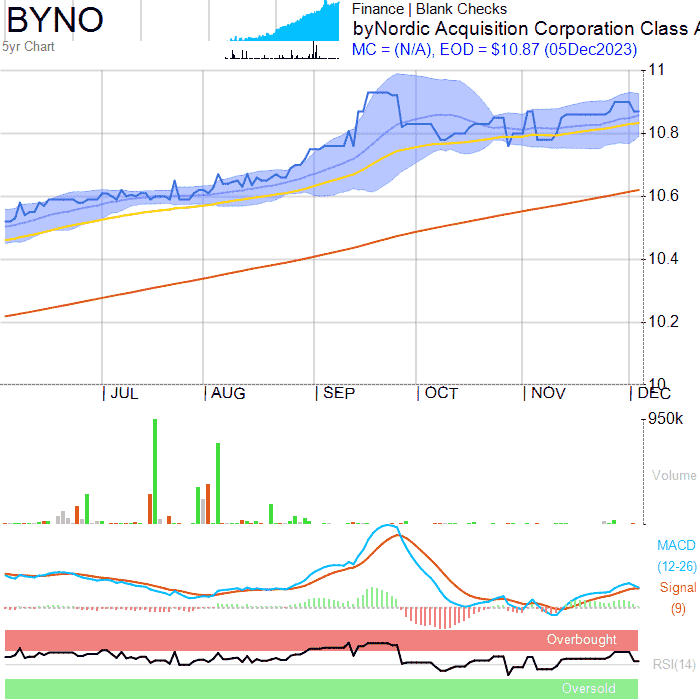 BYNO
5yr Chart
Finance | Blank Checks
byNordic Acquisition Corporation Class A
MC = (N/A), EOD = $10.87 (05Dec2023)
11
10.8
10.6
10.4
10.2
10
JUL
AUG
SEP
OCT
NOV
DEC
950k
Volume
MACD
(12-26)
Signal
(9)
Overbought
RSI(14)
Oversold